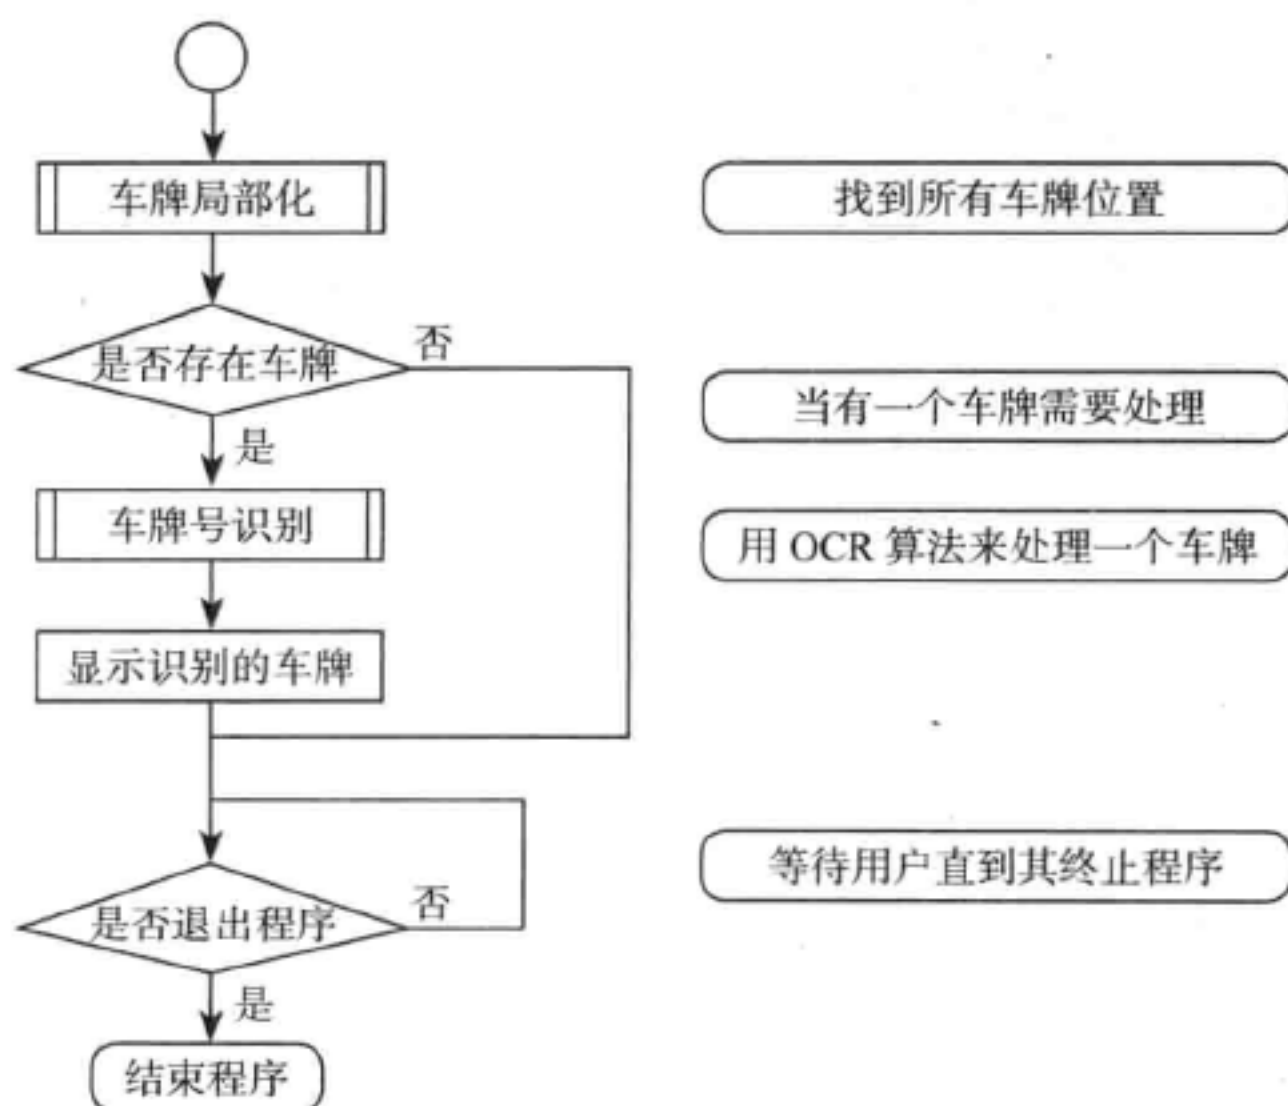 车牌局部化
找到所有车牌位置
是否存在车牌
否
当有一个车牌需要处理
是
车牌号识别
用 OCR 算法来处理一个车牌
显示识别的车牌
等待用户直到其终止程序
是否退出程序
否
是
结束程序